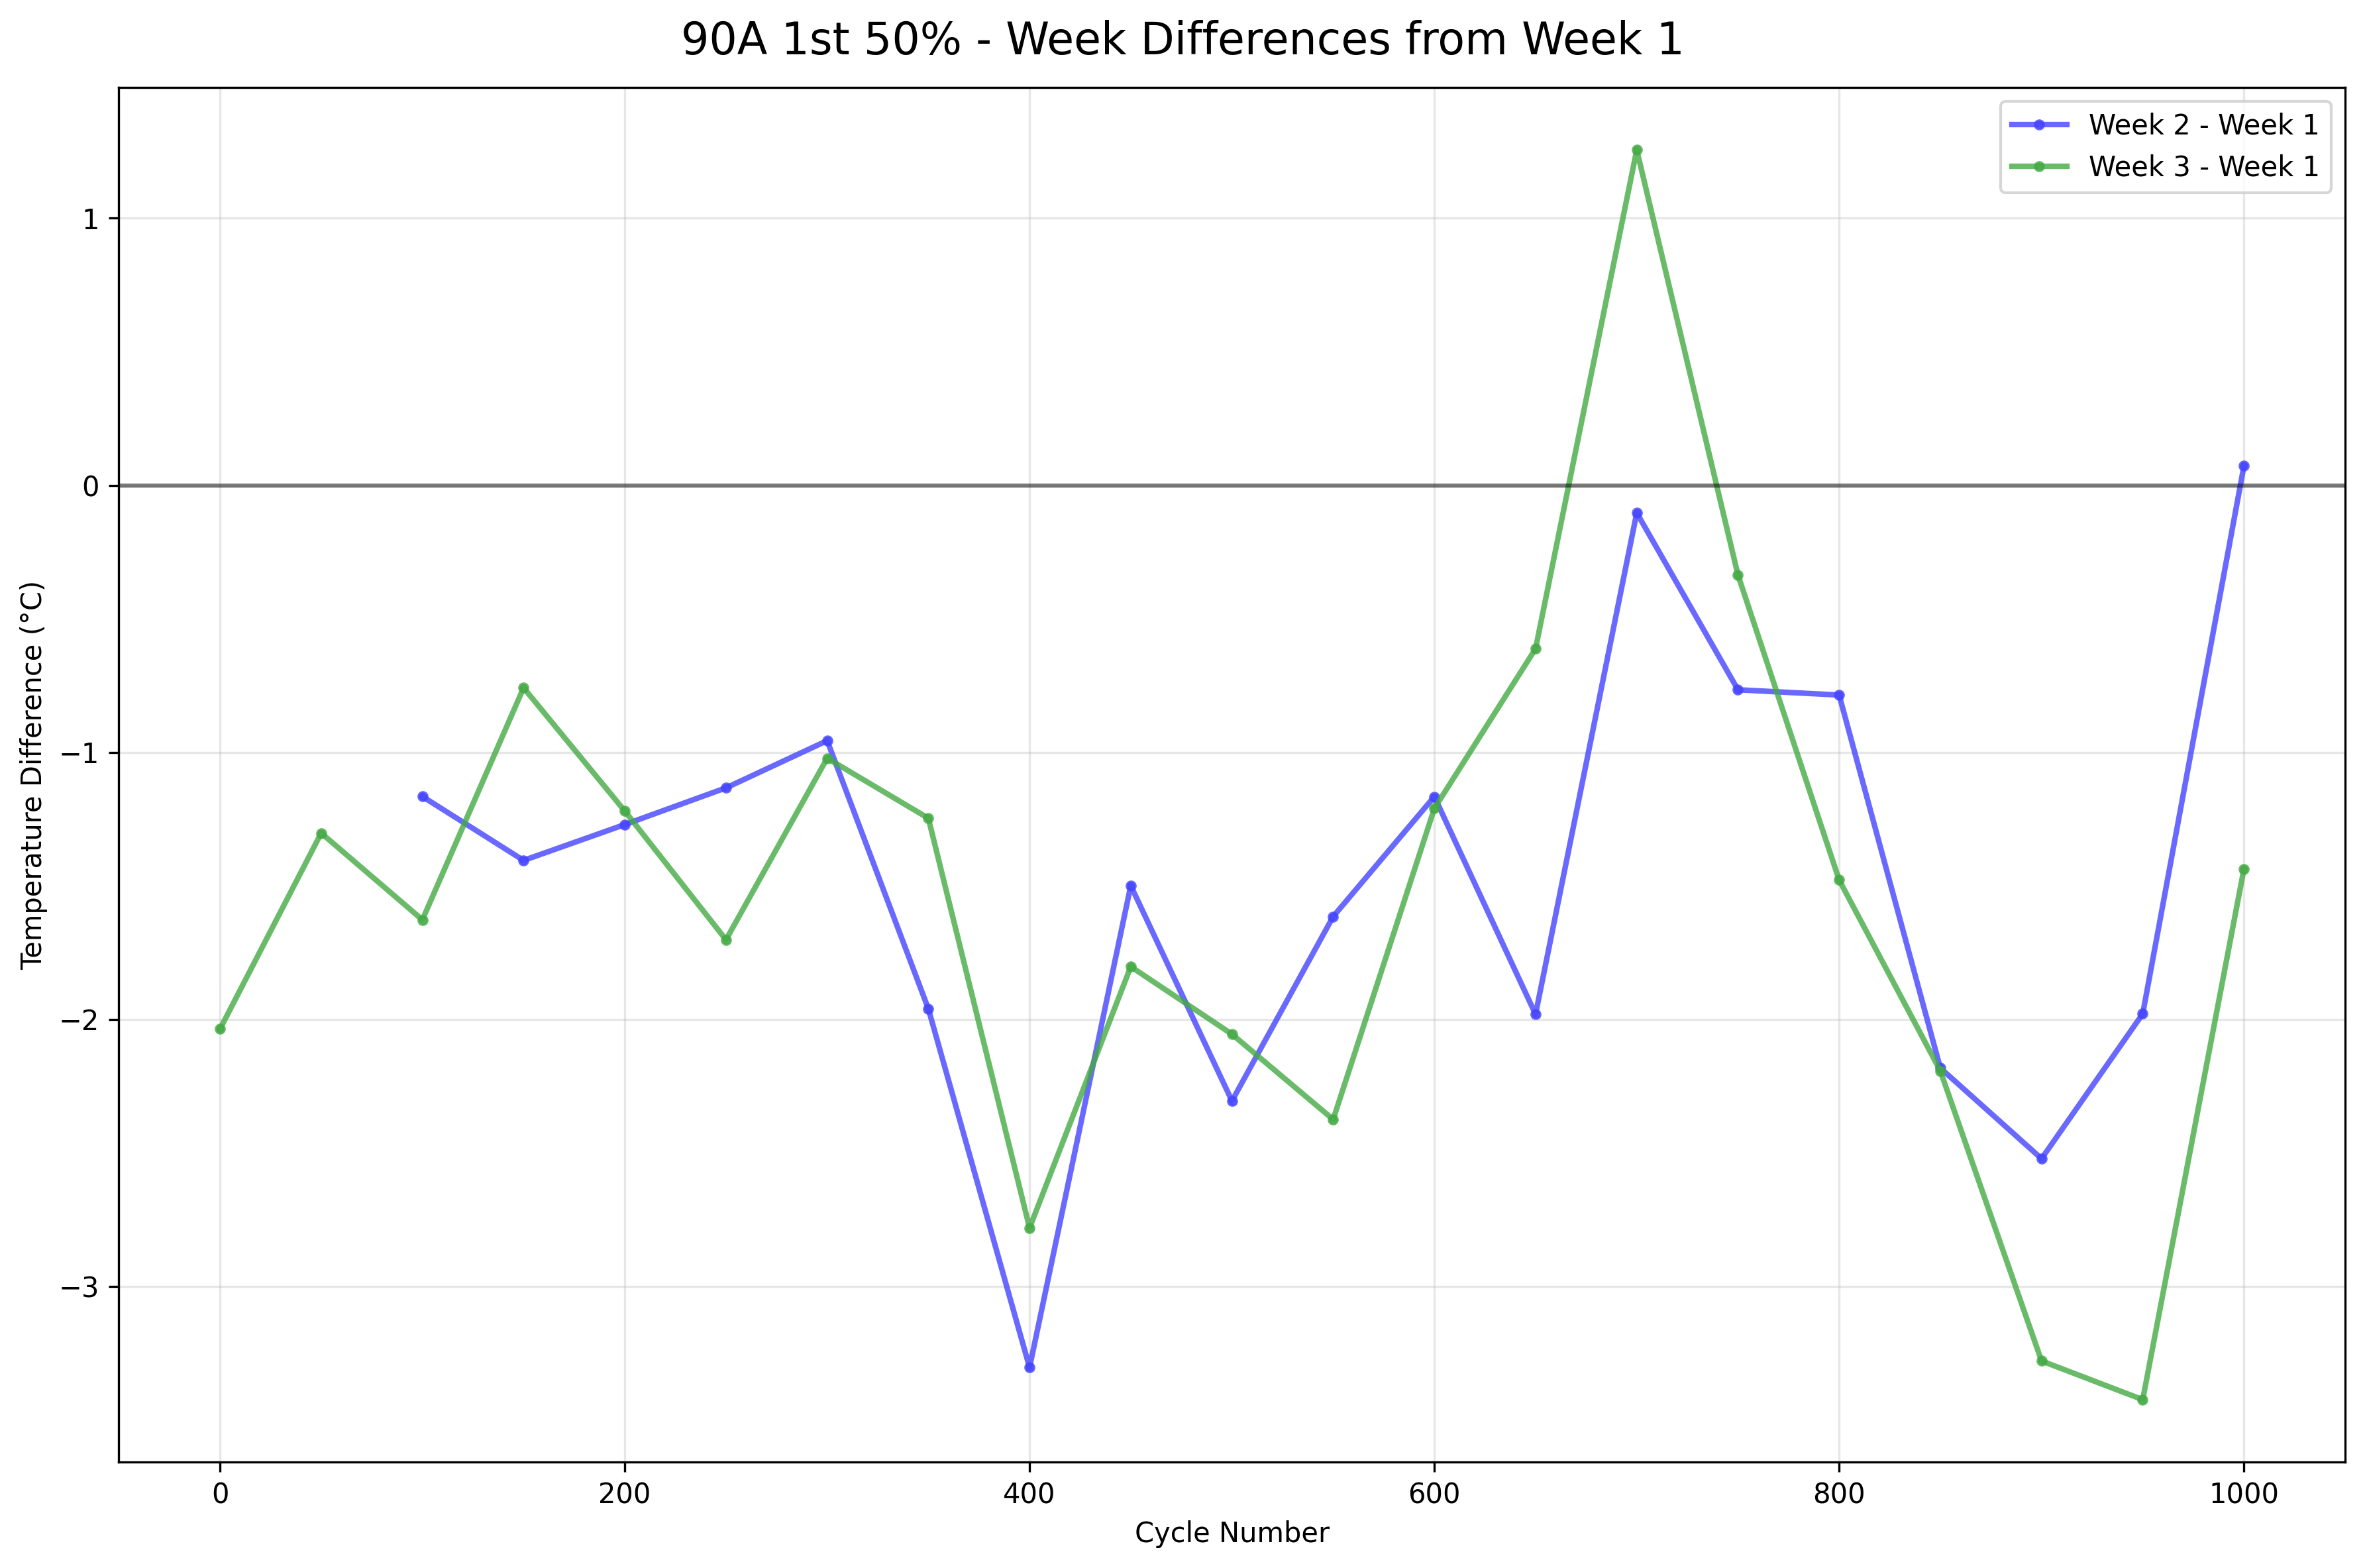 90A 1st 50% - Week Differences from Week 1
Week 2 - Week 1
Week 3 - Week 1
Temperature Difference (°C)
1
0
−1
−2
−3
0 200 400 600 800 1000
Cycle Number